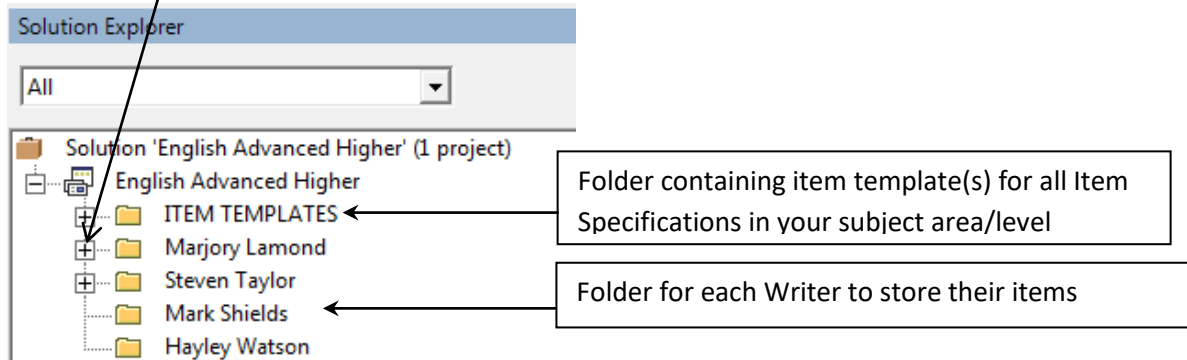 Solution Explorer
All
Solution 'English Advanced Higher' (1 project)
English Advanced Higher
ITEM TEMPLATES
Marjory Lamond
Steven Taylor
Mark Shields
Hayley Watson
Folder containing item template(s) for all Item
Specifications in your subject area/level
Folder for each Writer to store their items